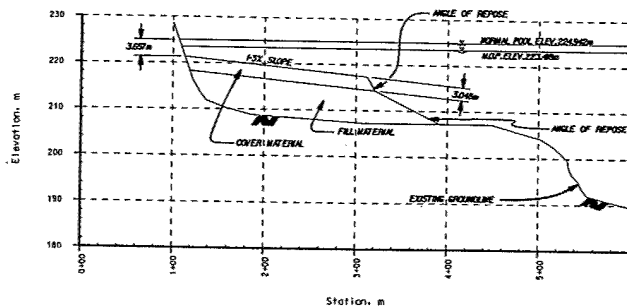 230
220
210
200
190
180
Elevation, m
3.657m
1-3% SLOPE
COVER MATERIAL
FILL MATERIAL
ANGLE OF REPOSE
NORMAL POOL ELEV. 224.942m
3.048m
ANGLE OF REPOSE
EXISTING GROUNDLINE
0+00
1+00
2+00
3+00
4+00
5+00
Station, m